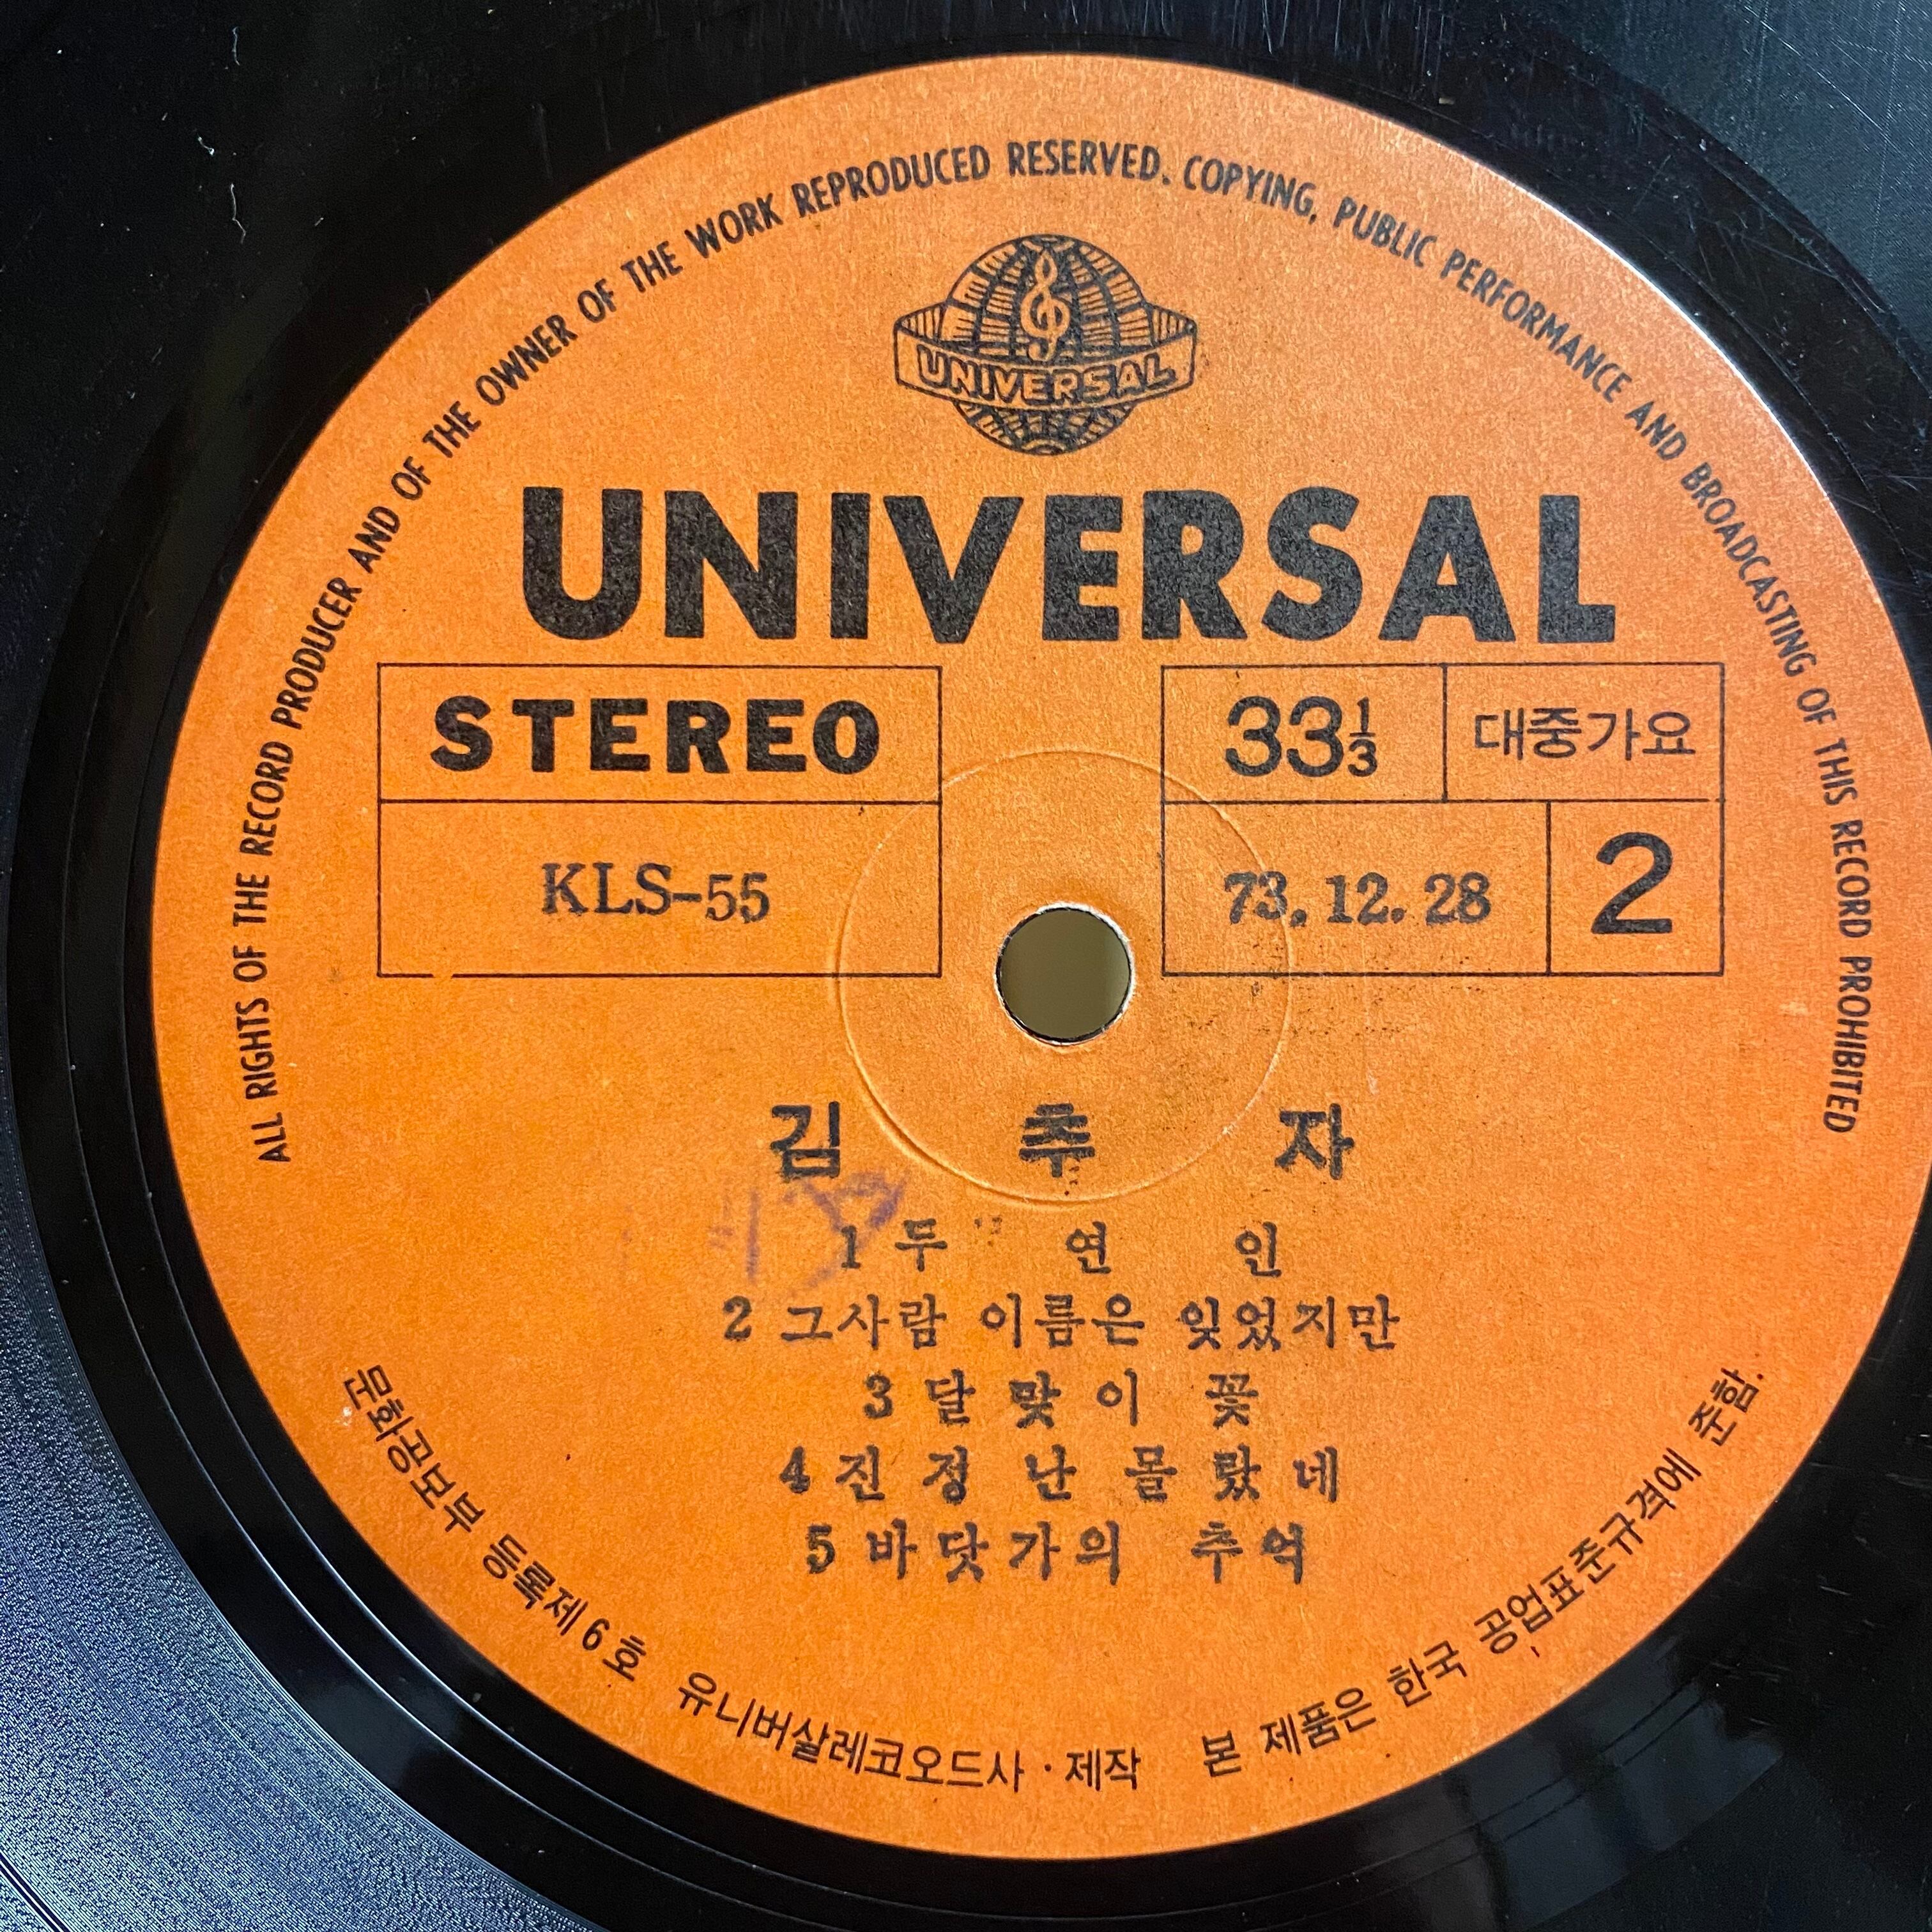 ALL RIGHTS OF THE RECORD PRODUCER AND OF THE OWNER OF THE WORK REPRODUCED RESERVED. COPYING, PUBLIC PERFORMANCE AND BROADCASTING OF THIS RECORD PROHIBITED
UNIVERSAL
UNIVERSAL
STEREO
33⅓
대중가요
KLS-55
73.12.28
2
김 추 자
1 두 연 인
2 그사람 이름은 잊었지만
3 달 맞 이 꽃
4 진 정 난 몰 랐 네
5 바 닷 가 의 추 억
문화공보부 등록제 6 호 유니버살레코오드사 · 제작 본 제품은 한국 공업표준규격에 준함.